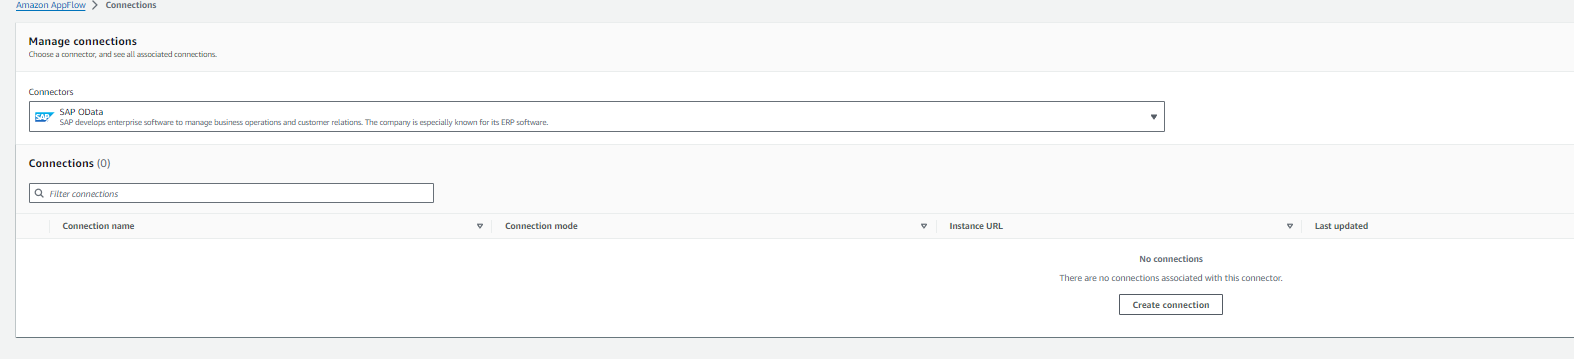 Amazon AppFlow > Connections
Manage connections
Choose a connector, and see all associated connections.
Connectors
SAP
SAP OData
SAP develops enterprise software to manage business operations and customer relations. The company is especially known for its ERP software.
Connections (0)
Filter connections
Connection name Connection mode Instance URL Last updated
No connections
There are no connections associated with this connector.
Create connection